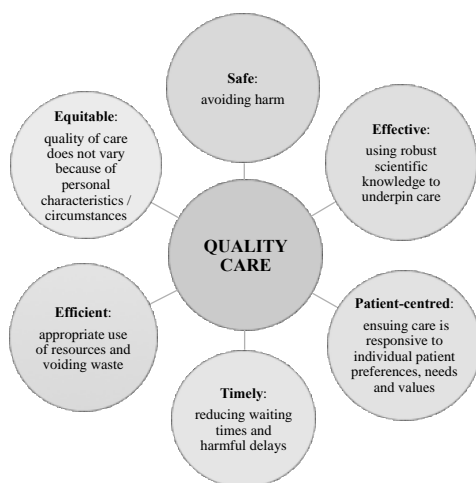 Safe:
avoiding harm
Effective:
using robust
scientific
knowledge to
underpin care
Patient-centred:
ensuing care is
responsive to
individual patient
preferences, needs
and values
Timely:
reducing waiting
times and
harmful delays
Efficient:
appropriate use
of resources and
voiding waste
Equitable:
quality of care
does not vary
because of
personal
characteristics /
circumstances
QUALITY
CARE